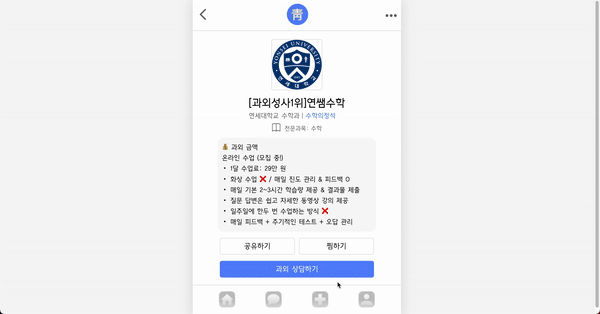 靑
YONSEI UNIVERSITY
연세대학교
[과외성사1위]연쌤수학
연세대학교 수학과 | 수학의정석
전문과목: 수학
💰 과외 금액
온라인 수업 (모집 중!)
• 1달 수업료: 29만 원
• 화상 수업 ❌ / 매일 진도 관리 & 피드백 O
• 매일 기본 2~3시간 학습량 제공 & 결과물 제출
• 질문 답변은 쉽고 자세한 동영상 강의 제공
• 일주일에 한두 번 수업하는 방식 ❌
• 매일 피드백 + 주기적인 테스트 + 오답 관리
공유하기
찜하기
과외 상담하기